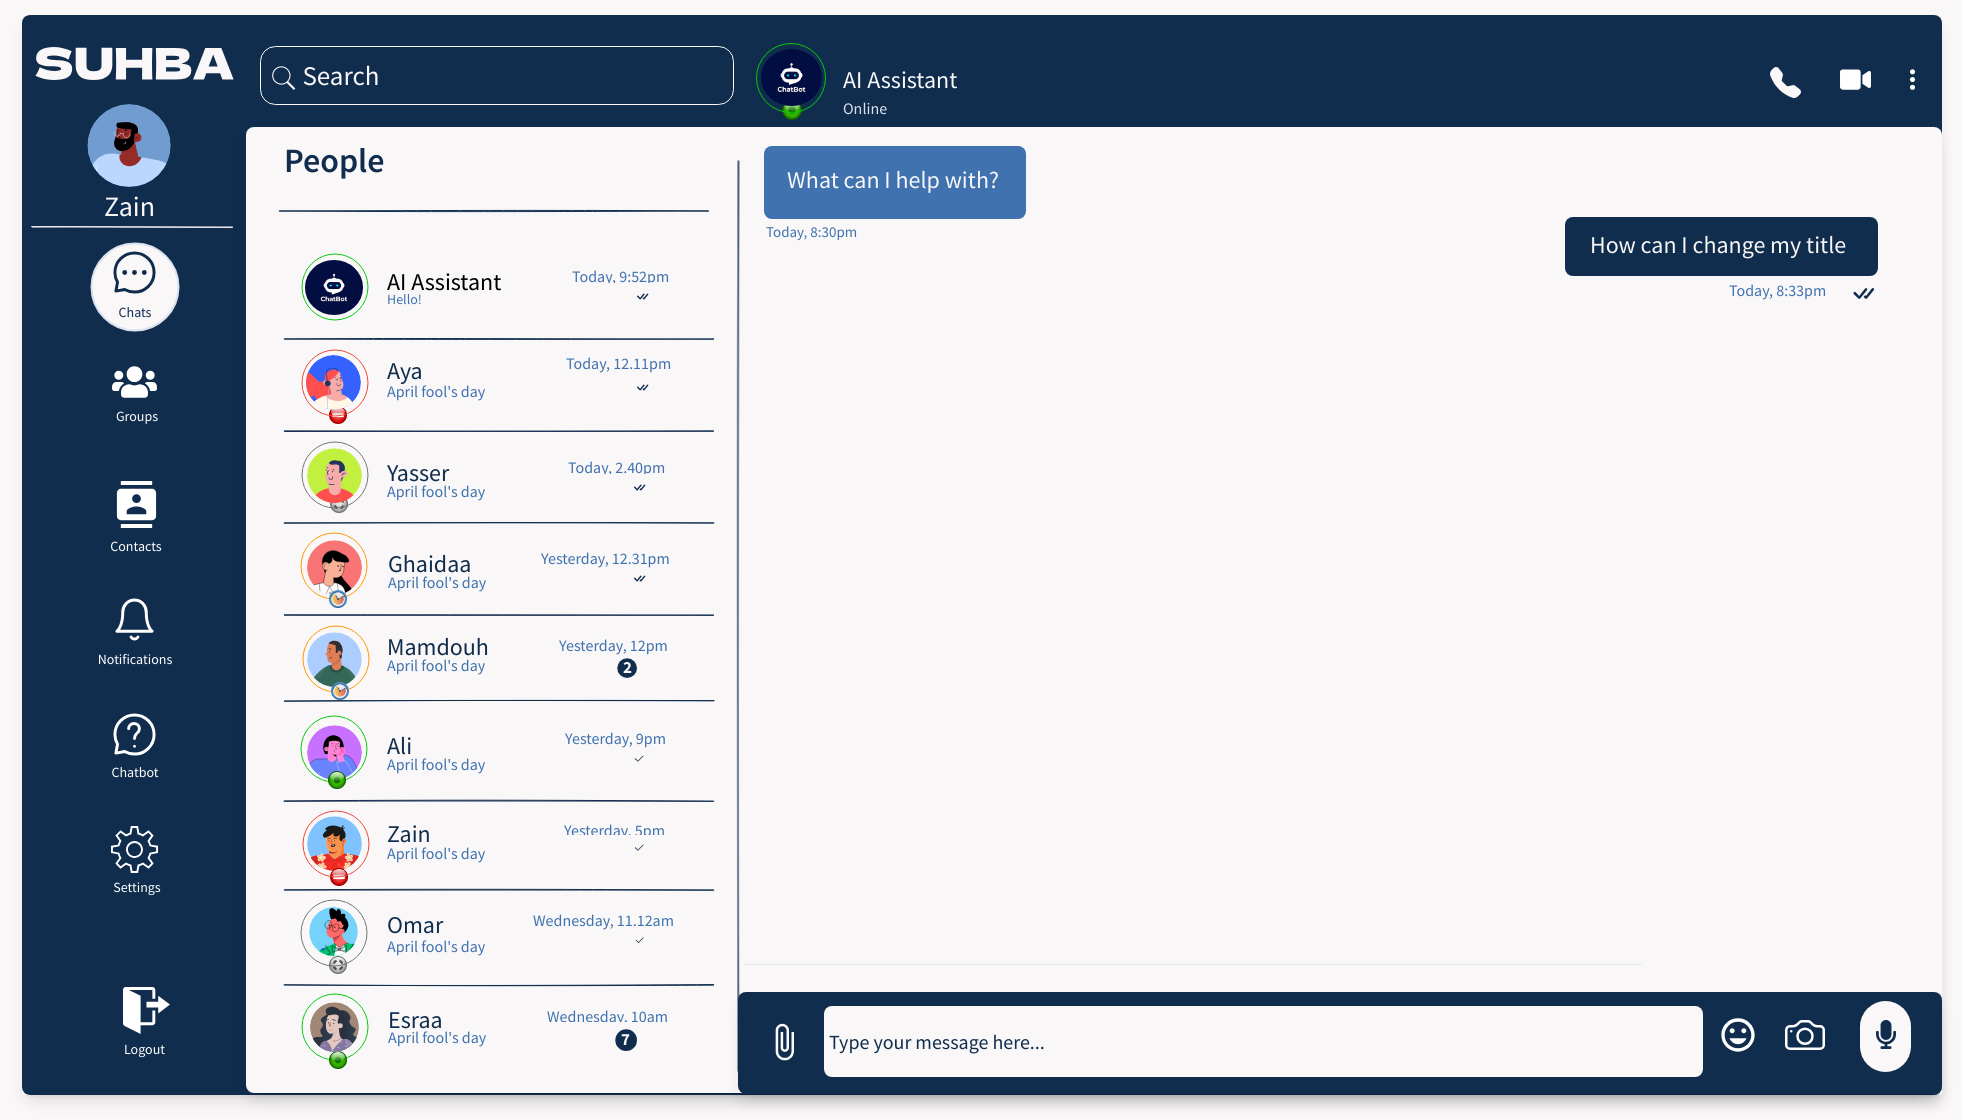 SUHBA
Zain
Chats
Groups
Contacts
Notifications
Chatbot
Settings
Logout
Search
ChatBot
AI Assistant
Online
People
ChatBot
AI Assistant
Hello!
Today, 9:52pm
Aya
April fool's day
Today, 12.11pm
Yasser
April fool's day
Today, 2.40pm
Ghaidaa
April fool's day
Yesterday, 12.31pm
Mamdouh
April fool's day
Yesterday, 12pm
2
Ali
April fool's day
Yesterday, 9pm
Zain
April fool's day
Yesterday, 5pm
Omar
April fool's day
Wednesday, 11.12am
Esraa
April fool's day
Wednesday, 10am
7
What can I help with?
Today, 8:30pm
How can I change my title
Today, 8:33pm
Type your message here...